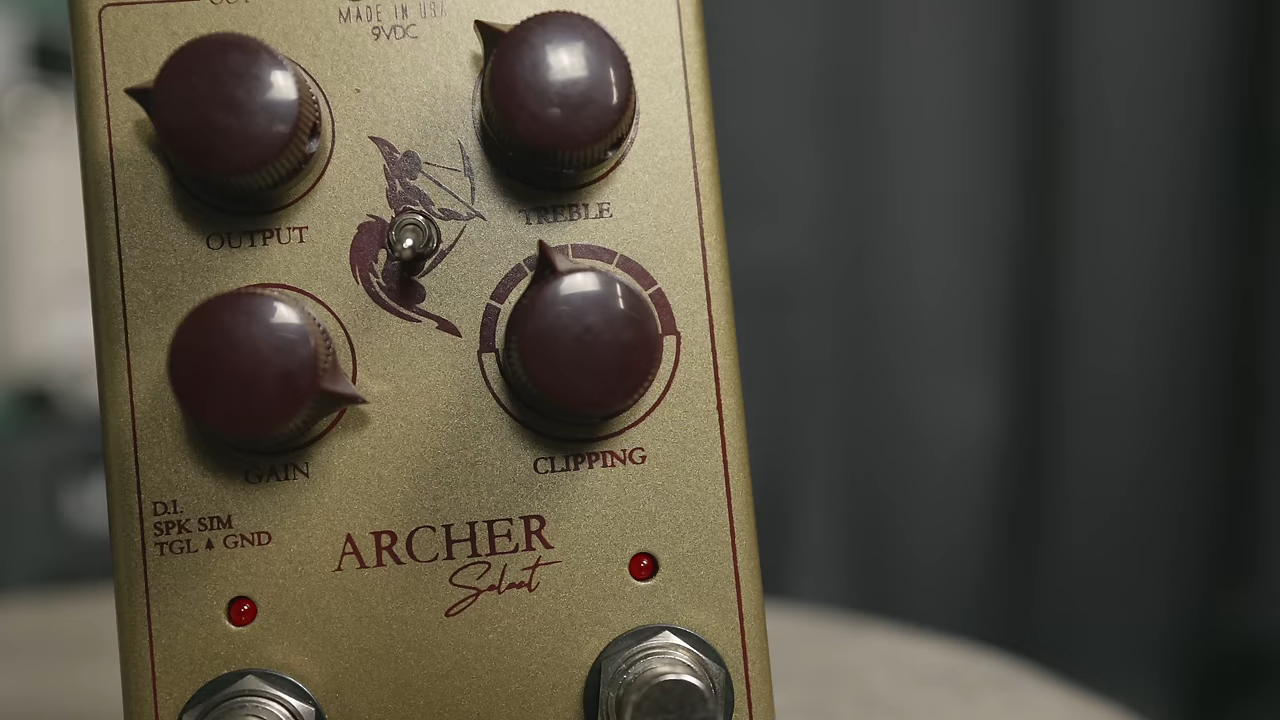 MADE IN USA
9VDC
OUTPUT
TREBLE
GAIN
CLIPPING
D.I.
SPK SIM
TGL GND
ARCHER
Select